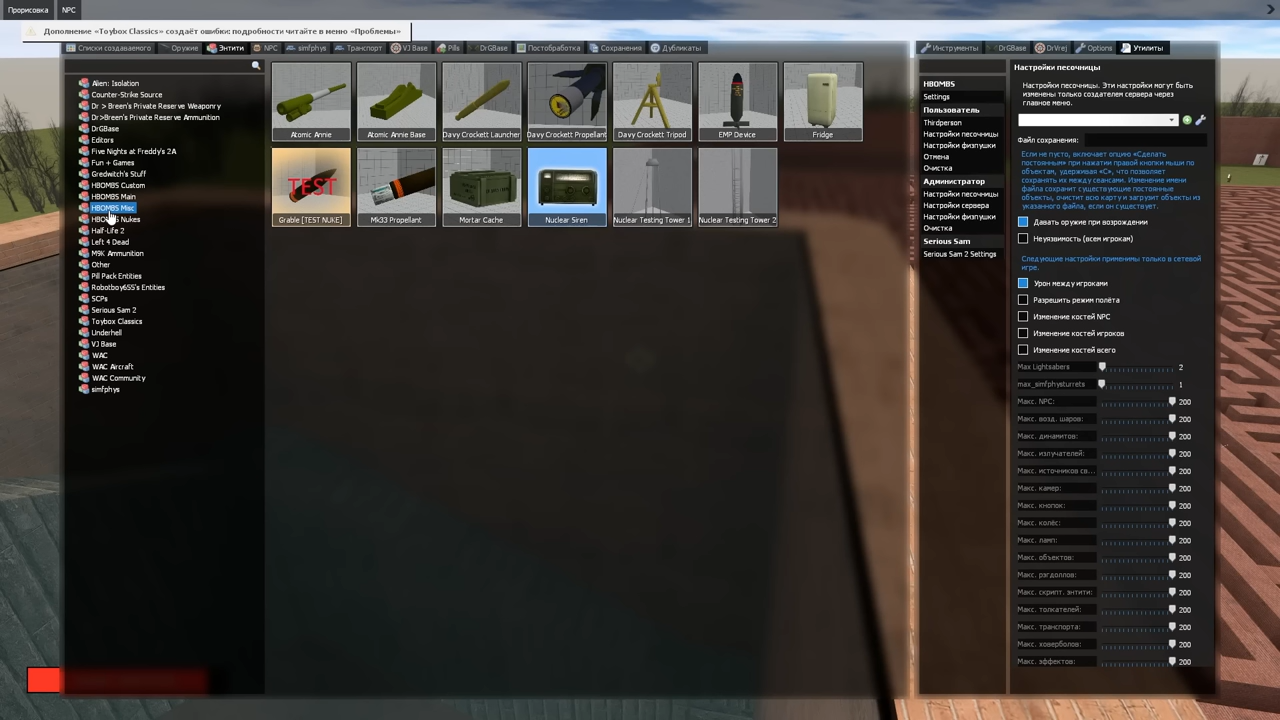 Прорисовка NPC
Дополнение «Toybox Classics» создаёт ошибки: подробности читайте в меню «Проблемы»
Списки создаваемого Оружие Энтити NPC simfphys Транспорт VJ Base Pills DrGBase Постобработка Сохранения Дубликаты
Alien: Isolation
Counter-Strike Source
Dr > Breen's Private Reserve Weaponry
Dr>Breen's Private Reserve Ammunition
DrGBase
Editors
Five Nights at Freddy's 2A
Fun + Games
Gredwitch's Stuff
HBOMBS Custom
HBOMBS Main
HBOMBS Misc
HBOMBS Nukes
Half-Life 2
Left 4 Dead
M9K Ammunition
Other
Pill Pack Entities
Robotboy655's Entities
SCPs
Serious Sam 2
Toybox Classics
Underhell
VJ Base
WAC
WAC Aircraft
WAC Community
simfphys
Atomic Annie Atomic Annie Base Davy Crockett Launcher Davy Crockett Propellant Davy Crockett Tripod EMP Device Fridge
TEST
Grable [TEST NUKE] Mk33 Propellant Mortar Cache Nuclear Siren Nuclear Testing Tower 1 Nuclear Testing Tower 2
Инструменты DrGBase DrVrej Options Утилиты
HBOMBS
Settings
Пользователь
Thirdperson
Настройки песочницы
Настройки физпушки
Отмена
Очистка
Администратор
Настройки песочницы
Настройки сервера
Настройки физпушки
Очистка
Serious Sam
Serious Sam 2 Settings
Настройки песочницы
Настройки песочницы. Эти настройки могут быть
изменены только создателем сервера через
главное меню.
Файл сохранения:
Если не пусто, включает опцию «Сделать
постоянным» при нажатии правой кнопки мыши по
объектам, удерживая «C», что позволяет
сохранять их между сеансами. Изменение имени
файла сохранит существующие постоянные
объекты, очистит всю карту и загрузит объекты из
указанного файла, если он существует.
Давать оружие при возрождении
Неуязвимость (всем игрокам)
Следующие настройки применимы только в сетевой
игре.
Урон между игроками
Разрешить режим полёта
Изменение костей NPC
Изменение костей игроков
Изменение костей всего
Max Lightsabers 2
max_simfphysturrets 1
Макс. NPC: 200
Макс. возд. шаров: 200
Макс. динамитов: 200
Макс. излучателей: 200
Макс. источников св... 200
Макс. камер: 200
Макс. кнопок: 200
Макс. колёс: 200
Макс. ламп: 200
Макс. объектов: 200
Макс. рэгдоллов: 200
Макс. скрипт. энтити: 200
Макс. толкателей: 200
Макс. транспорта: 200
Макс. ховерболов: 200
Макс. эффектов: 200